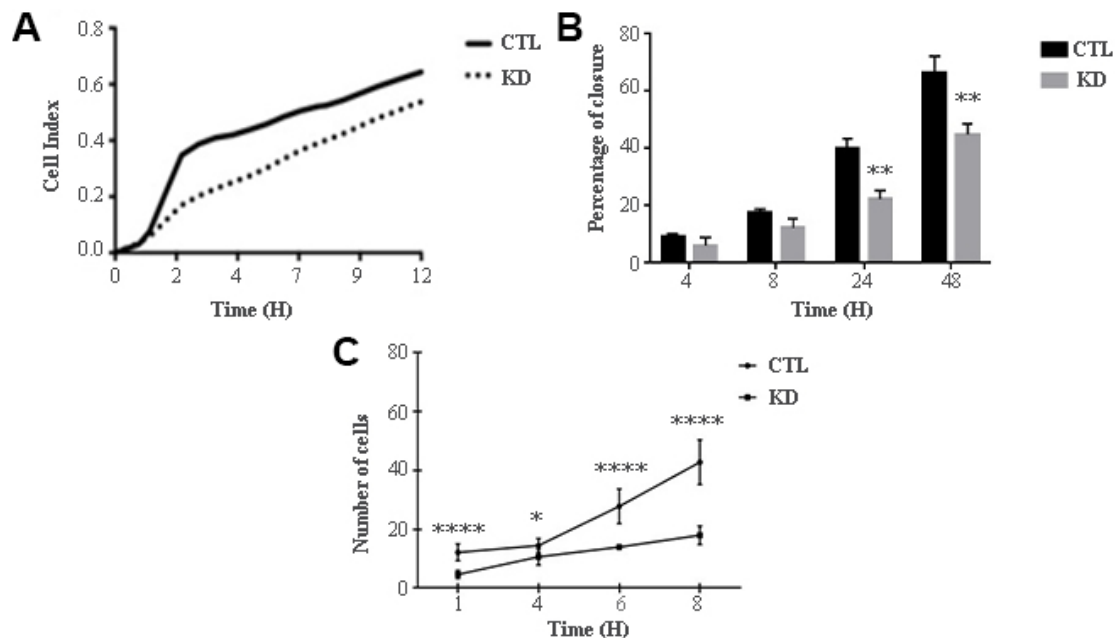 A
0.8
0.6
0.4
0.2
0.0
Cell Index
0 2 4 7 9 12
Time (H)
CTL
KD
B
80
60
40
20
0
Percentage of closure
**
**
4 8 24 48
Time (H)
CTL
KD
C
80
60
40
20
0
Number of cells
**** * **** ****
1 4 6 8
Time (H)
CTL
KD